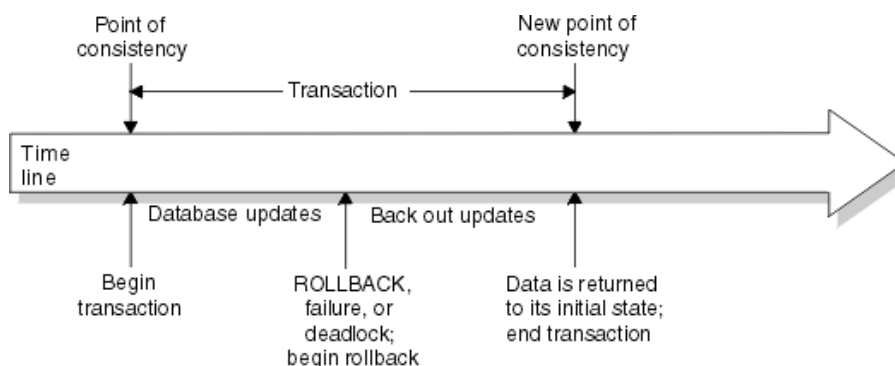 Point of
consistency
New point of
consistency
Transaction
Time
line
Database updates
Back out updates
Begin
transaction
ROLLBACK,
failure, or
deadlock;
begin rollback
Data is returned
to its initial state;
end transaction